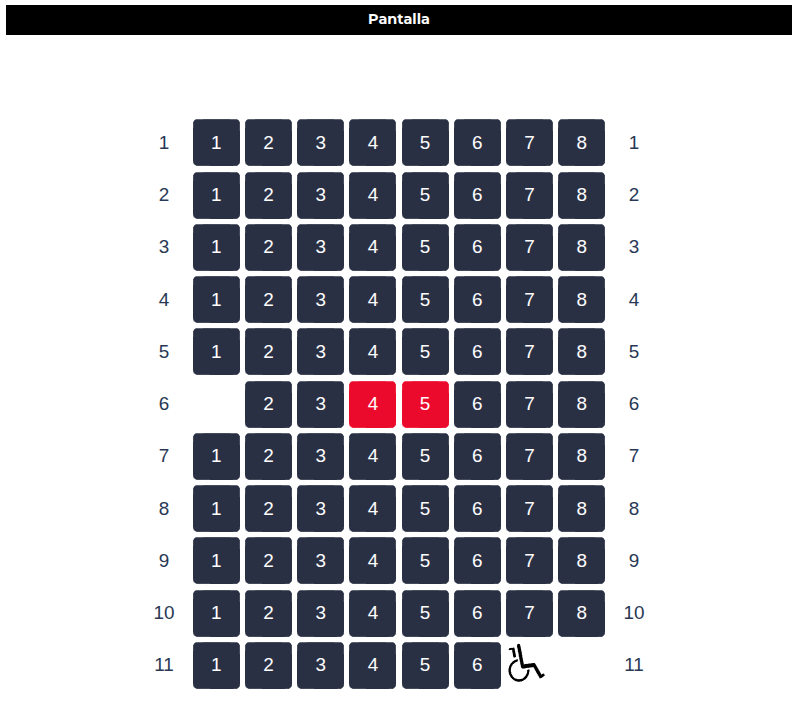 Pantalla
1 1 2 3 4 5 6 7 8 1
2 1 2 3 4 5 6 7 8 2
3 1 2 3 4 5 6 7 8 3
4 1 2 3 4 5 6 7 8 4
5 1 2 3 4 5 6 7 8 5
6 2 3 4 5 6 7 8 6
7 1 2 3 4 5 6 7 8 7
8 1 2 3 4 5 6 7 8 8
9 1 2 3 4 5 6 7 8 9
10 1 2 3 4 5 6 7 8 10
11 1 2 3 4 5 6 11